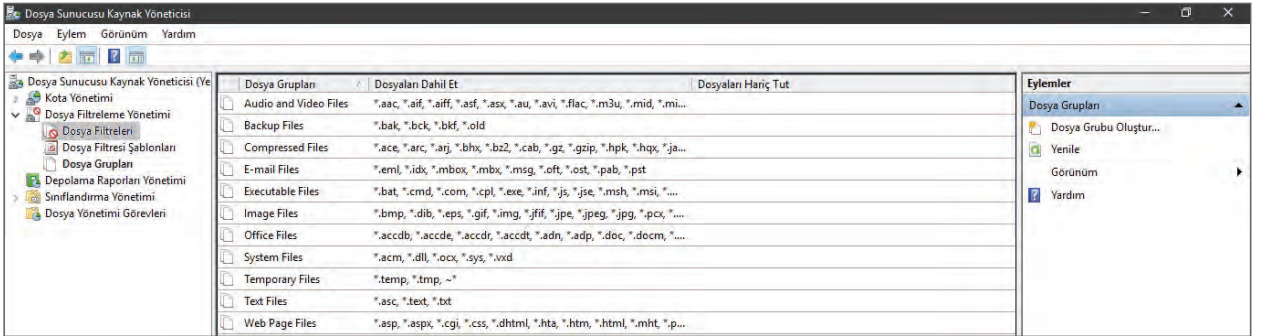 Dosya Sunucusu Kaynak Yöneticisi
Dosya Eylem Görünüm Yardım
Dosya Sunucusu Kaynak Yöneticisi (Ye
Kota Yönetimi
Dosya Filtreleme Yönetimi
Dosya Filtreleri
Dosya Filtresi Şablonları
Dosya Grupları
Depolama Raporları Yönetimi
Sınıflandırma Yönetimi
Dosya Yönetimi Görevleri
Dosya Grupları Dosyaları Dahil Et Dosyaları Hariç Tut
Audio and Video Files *.aac, *.aif, *.aiff, *.asf, *.asx, *.au, *.avi, *.flac, *.m3u, *.mid, *.mi...
Backup Files *.bak, *.bck, *.bkf, *.old
Compressed Files *.ace, *.arc, *.arj, *.bhx, *.bz2, *.cab, *.gz, *.gzip, *.hpk, *.hqx, *.ja...
E-mail Files *.eml, *.idx, *.mbox, *.mbx, *.msg, *.oft, *.ost, *.pab, *.pst
Executable Files *.bat, *.cmd, *.com, *.cpl, *.exe, *.inf, *.js, *.jse, *.msh, *.msi, *....
Image Files *.bmp, *.dib, *.eps, *.gif, *.img, *.jfif, *.jpe, *.jpeg, *.jpg, *.pcx, *....
Office Files *.accdb, *.accde, *.accdr, *.accdt, *.adn, *.adp, *.doc, *.docm, *....
System Files *.acm, *.dll, *.ocx, *.sys, *.vxd
Temporary Files *.temp, *.tmp, ~*
Text Files *.asc, *.text, *.txt
Web Page Files *.asp, *.aspx, *.cgi, *.css, *.dhtml, *.hta, *.htm, *.html, *.mht, *.p...
Eylemler
Dosya Grupları
Dosya Grubu Oluştur...
Yenile
Görünüm
Yardım